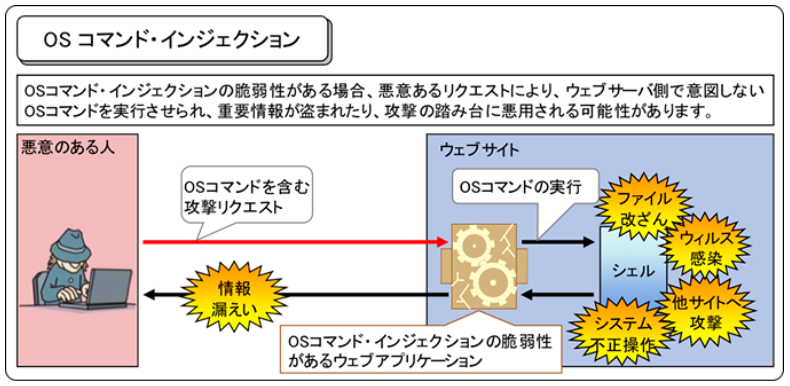 OS コマンド・インジェクション
OSコマンド・インジェクションの脆弱性がある場合、悪意あるリクエストにより、ウェブサーバ側で意図しない
OSコマンドを実行させられ、重要情報が盗まれたり、攻撃の踏み台に悪用される可能性があります。
悪意のある人
ウェブサイト
OSコマンドを含む
攻撃リクエスト
OSコマンドの実行
ファイル
改ざん
ウィルス
感染
シェル
情報
漏えい
他サイトへ
攻撃
システム
不正操作
OSコマンド・インジェクションの脆弱性
があるウェブアプリケーション